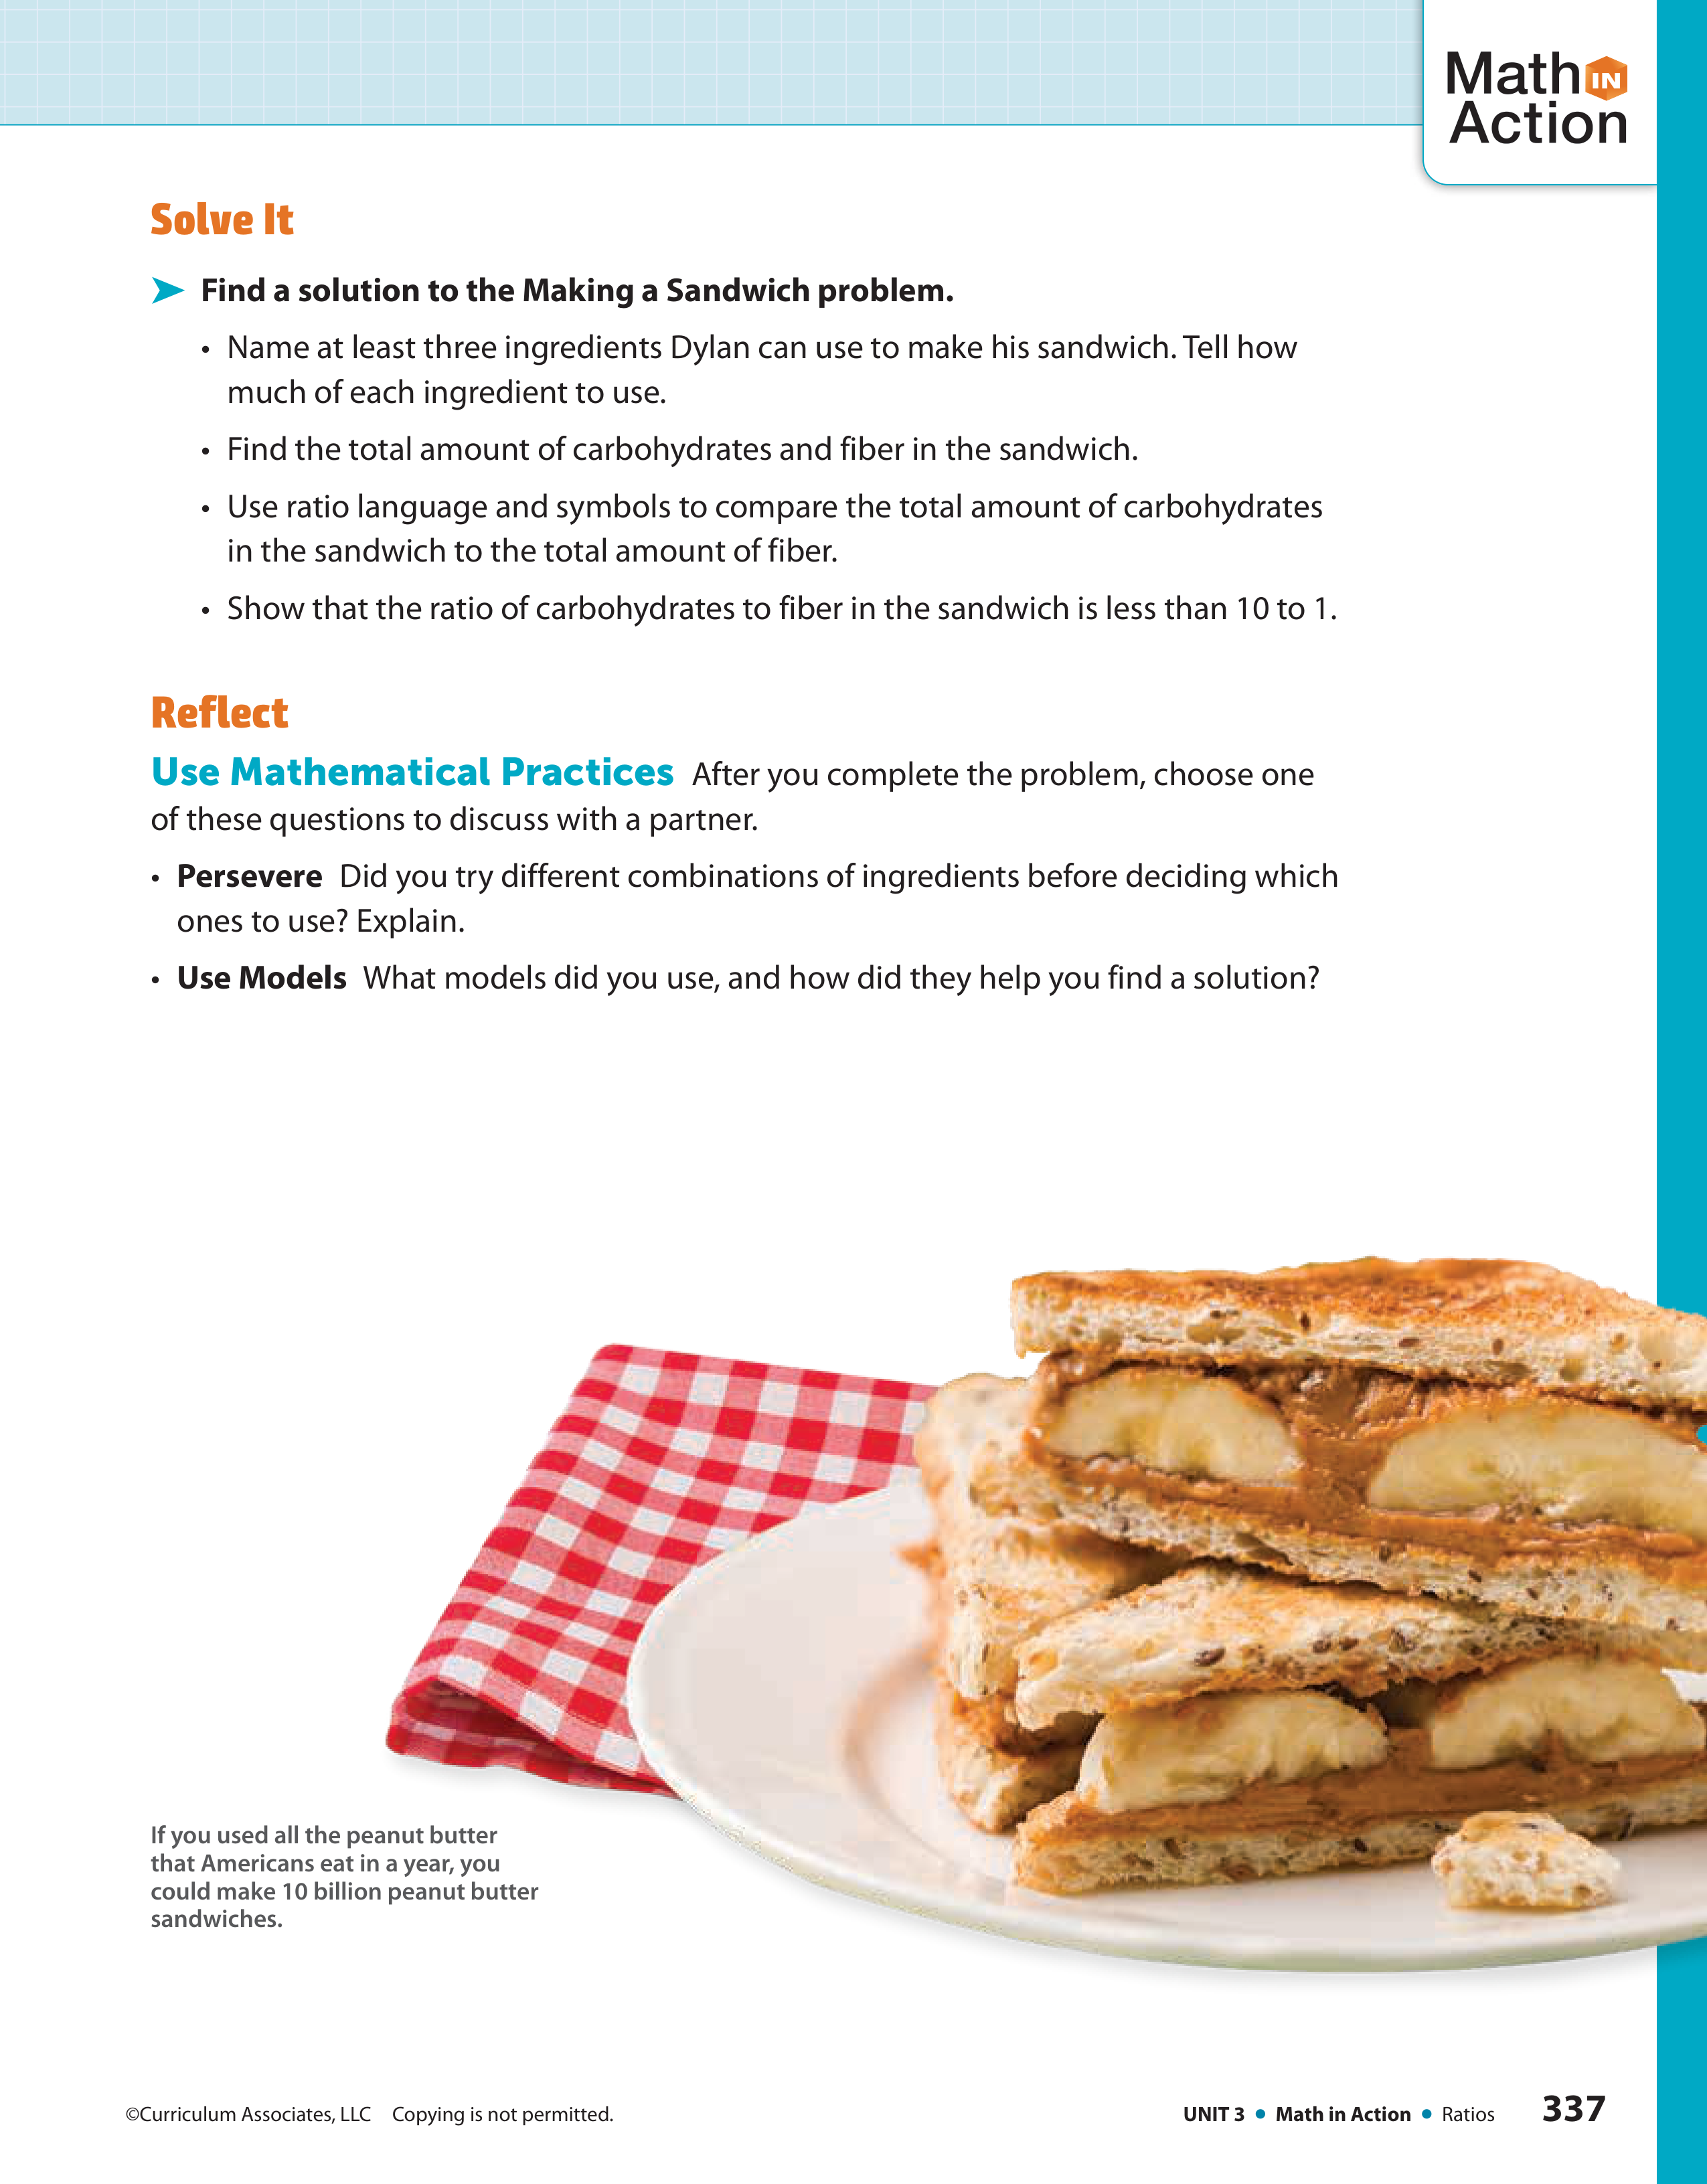 Math IN
Action
Solve It
➤ Find a solution to the Making a Sandwich problem.
• Name at least three ingredients Dylan can use to make his sandwich. Tell how
much of each ingredient to use.
• Find the total amount of carbohydrates and fiber in the sandwich.
• Use ratio language and symbols to compare the total amount of carbohydrates
in the sandwich to the total amount of fiber.
• Show that the ratio of carbohydrates to fiber in the sandwich is less than 10 to 1.
Reflect
Use Mathematical Practices After you complete the problem, choose one
of these questions to discuss with a partner.
• Persevere Did you try different combinations of ingredients before deciding which
ones to use? Explain.
• Use Models What models did you use, and how did they help you find a solution?
If you used all the peanut butter
that Americans eat in a year, you
could make 10 billion peanut butter
sandwiches.
©Curriculum Associates, LLC Copying is not permitted.
UNIT 3 • Math in Action • Ratios 337